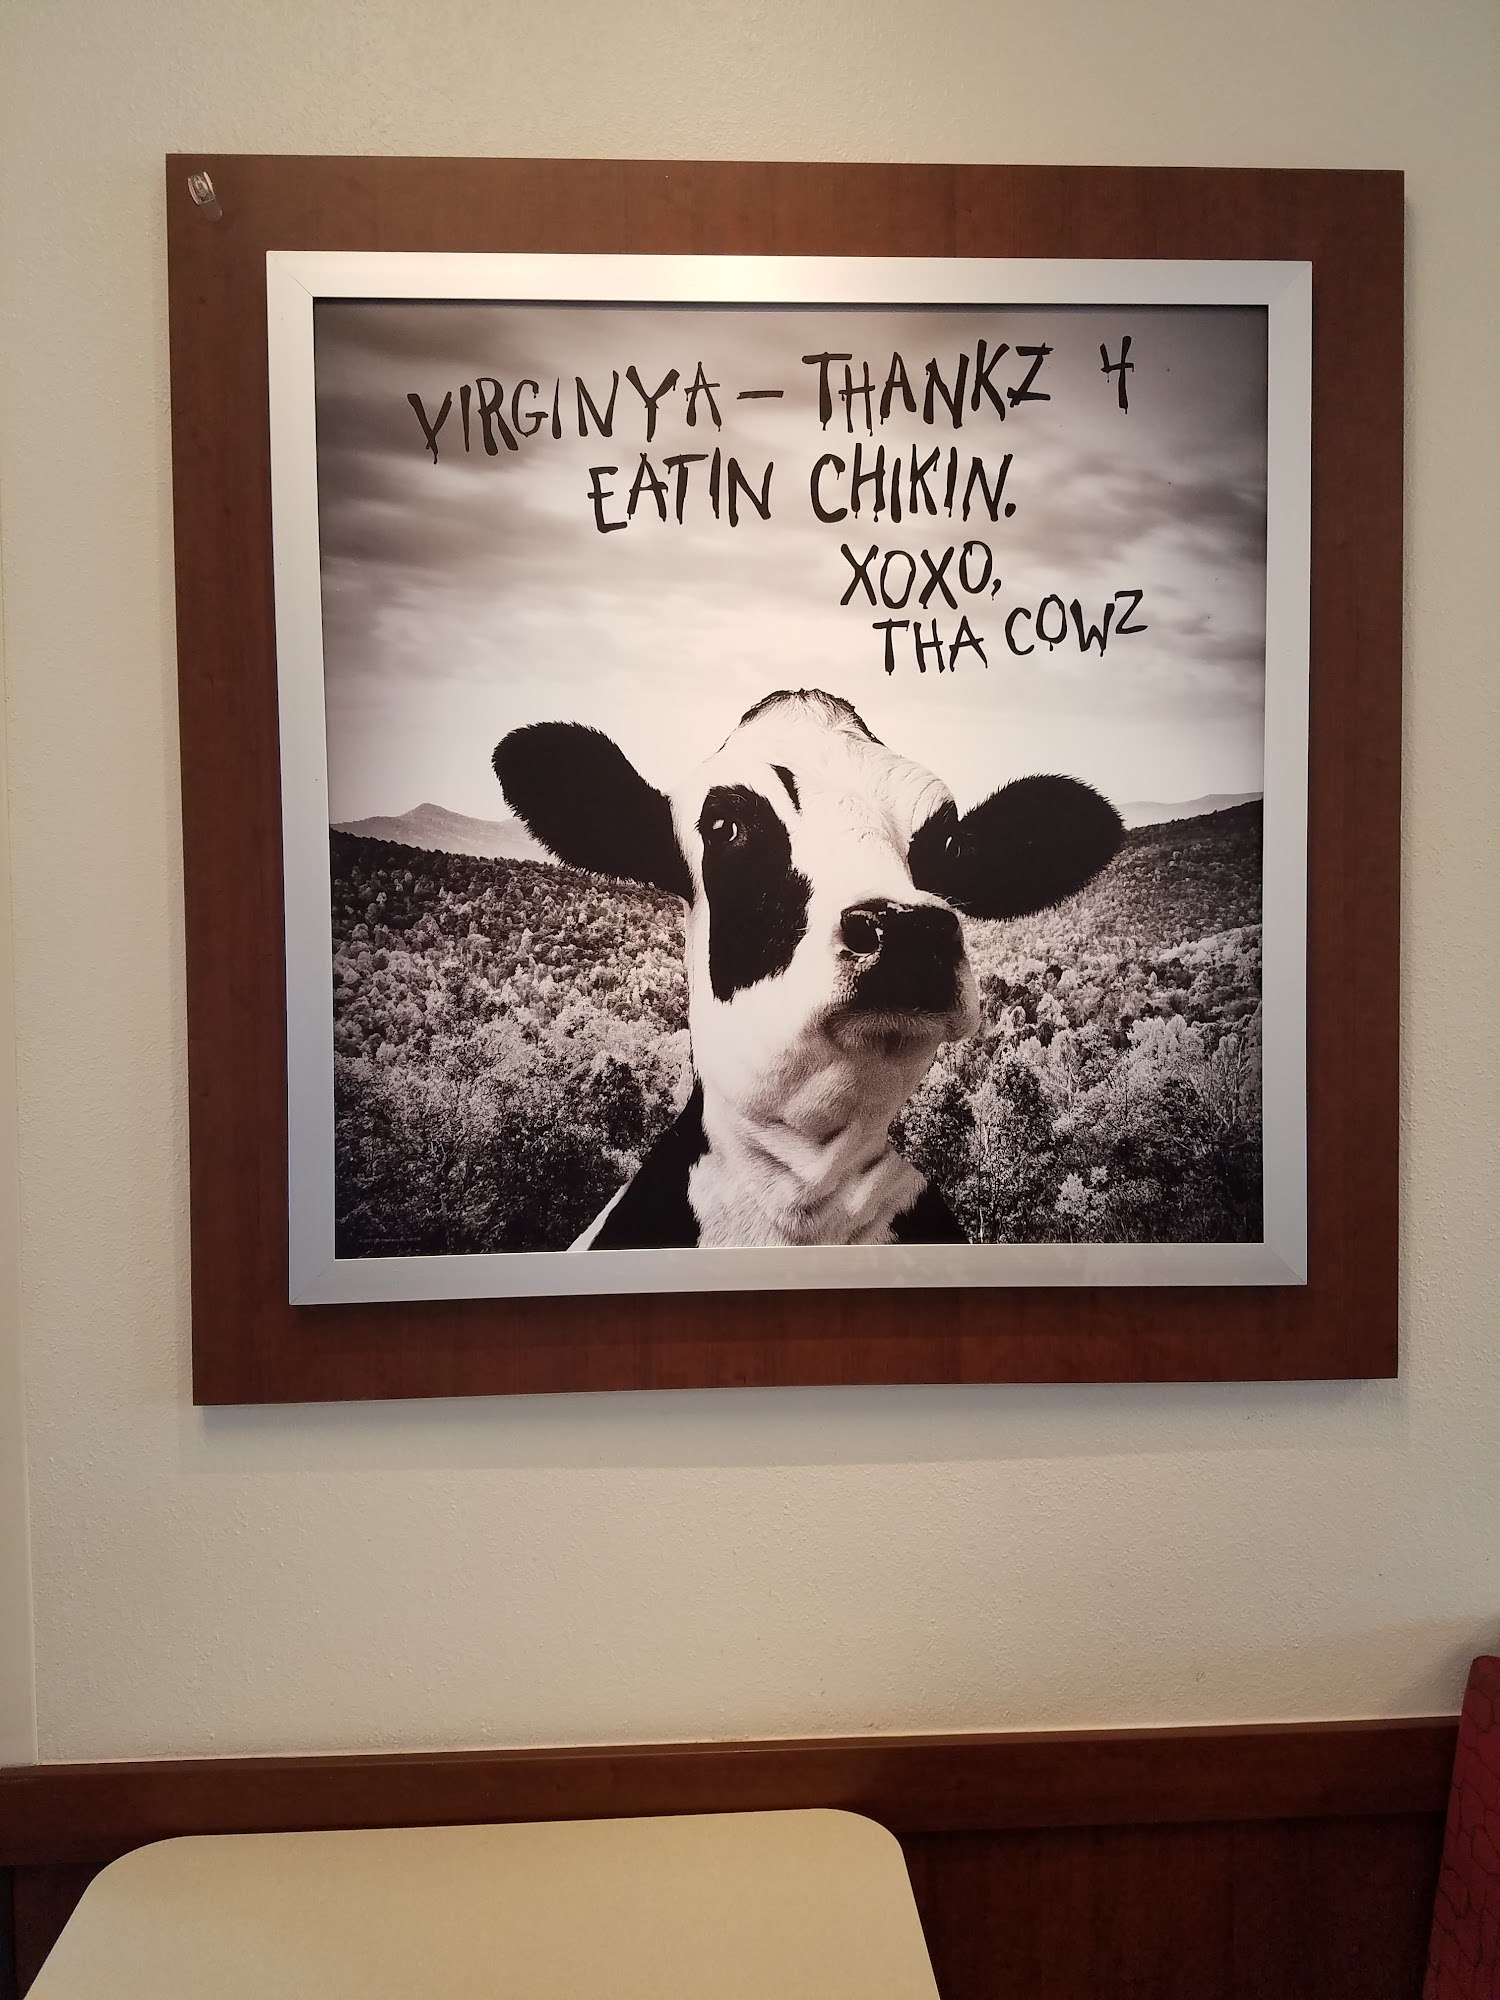 VIRGINYA – THANKZ 4
EATIN CHIKIN.
XOXO,
THA COWZ